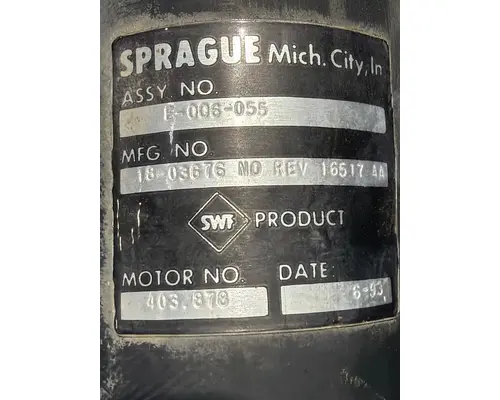 SPRAGUE Mich. City, In
ASSY. NO.
E-006-055
MFG. NO.
18-03676 NO REV 16517 AA
SWF PRODUCT
MOTOR NO. DATE:
403.878 6-93